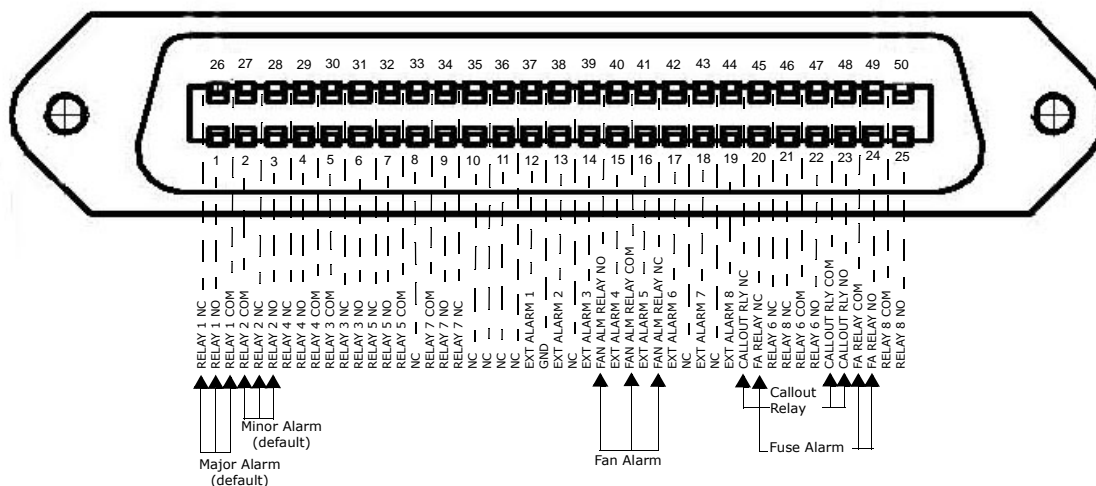 26 27 28 29 30 31 32 33 34 35 36 37 38 39 40 41 42 43 44 45 46 47 48 49 50
1 2 3 4 5 6 7 8 9 10 11 12 13 14 15 16 17 18 19 20 21 22 23 24 25
RELAY 1 NC
RELAY 1 NO
RELAY 1 COM
RELAY 2 COM
RELAY 2 NC
RELAY 2 NO
RELAY 4 NC
RELAY 4 NO
RELAY 4 COM
RELAY 3 COM
RELAY 3 NC
RELAY 3 NO
RELAY 5 NC
RELAY 5 NO
RELAY 5 COM
NC
RELAY 7 COM
RELAY 7 NO
RELAY 7 NC
NC
NC
NC
NC
EXT ALARM 1
GND
EXT ALARM 2
NC
EXT ALARM 3
FAN ALM RELAY NO
EXT ALARM 4
FAN ALM RELAY COM
EXT ALARM 5
FAN ALM RELAY NC
EXT ALARM 6
NC
EXT ALARM 7
NC
EXT ALARM 8
CALLOUT RLY NC
FA RELAY NC
RELAY 6 NC
RELAY 8 NC
RELAY 6 COM
RELAY 6 NO
CALLOUT RLY COM
CALLOUT RLY NO
FA RELAY COM
FA RELAY NO
RELAY 8 COM
RELAY 8 NO
Minor Alarm
(default)
Major Alarm
(default)
Fan Alarm
Callout
Relay
Fuse Alarm